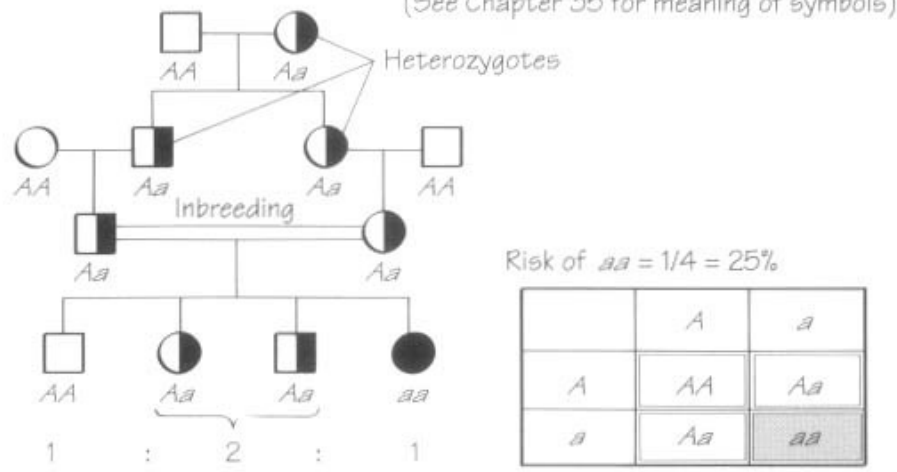 (See Chapter 35 for meaning of symbols)
AA Aa
Heterozygotes
AA Aa Aa AA
Inbreeding
Aa Aa
AA Aa Aa aa
1 : 2 : 1
Risk of aa = 1/4 = 25%
A a
A AA Aa
a Aa aa